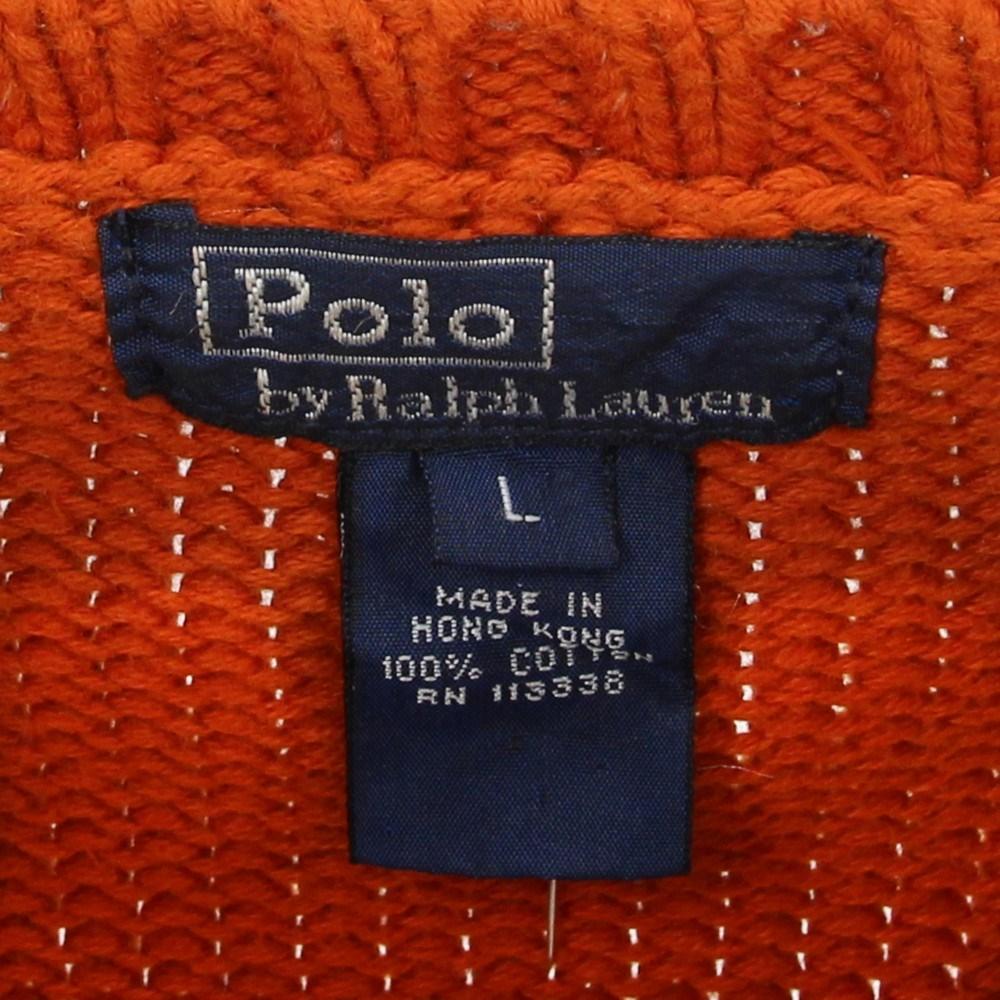 Polo
by Ralph Lauren
L
MADE IN
HONG KONG
100% COTTON
RN 113338